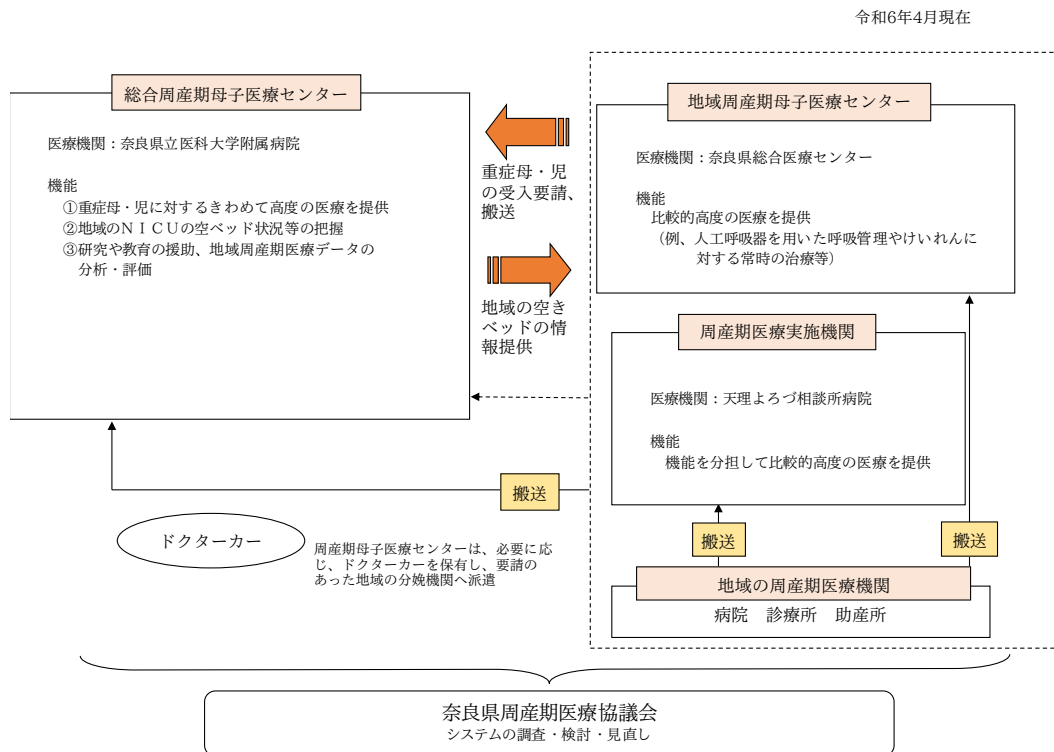 令和6年4月現在
総合周産期母子医療センター
医療機関：奈良県立医科大学附属病院
機能
①重症母・児に対するきわめて高度の医療を提供
②地域のＮＩＣＵの空ベッド状況等の把握
③研究や教育の援助、地域周産期医療データの
分析・評価
重症母・児
の受入要請、
搬送
地域の空き
ベッドの情
報提供
地域周産期母子医療センター
医療機関：奈良県総合医療センター
機能
比較的高度の医療を提供
（例、人工呼吸器を用いた呼吸管理やけいれんに
対する常時の治療等）
周産期医療実施機関
医療機関：天理よろづ相談所病院
機能
機能を分担して比較的高度の医療を提供
搬送
搬送
搬送
ドクターカー
周産期母子医療センターは、必要に応
じ、ドクターカーを保有し、要請の
あった地域の分娩機関へ派遣
地域の周産期医療機関
病院　診療所　助産所
奈良県周産期医療協議会
システムの調査・検討・見直し